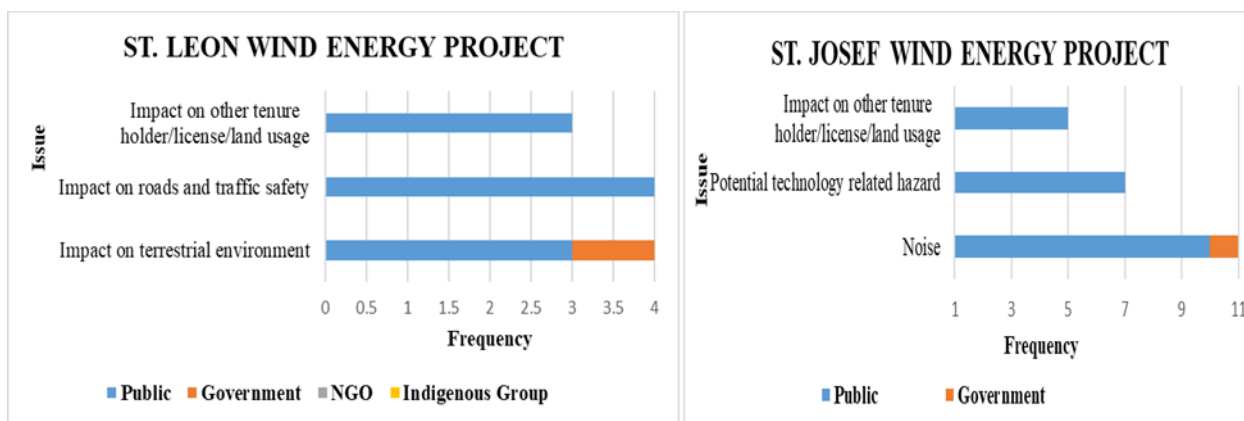 ST. LEON WIND ENERGY PROJECT
Issue
Impact on other tenure
holder/license/land usage
Impact on roads and traffic safety
Impact on terrestrial environment
0 0.5 1 1.5 2 2.5 3 3.5 4
Frequency
Public Government NGO Indigenous Group
ST. JOSEF WIND ENERGY PROJECT
Issue
Impact on other tenure
holder/license/land usage
Potential technology related hazard
Noise
1 3 5 7 9 11
Frequency
Public Government